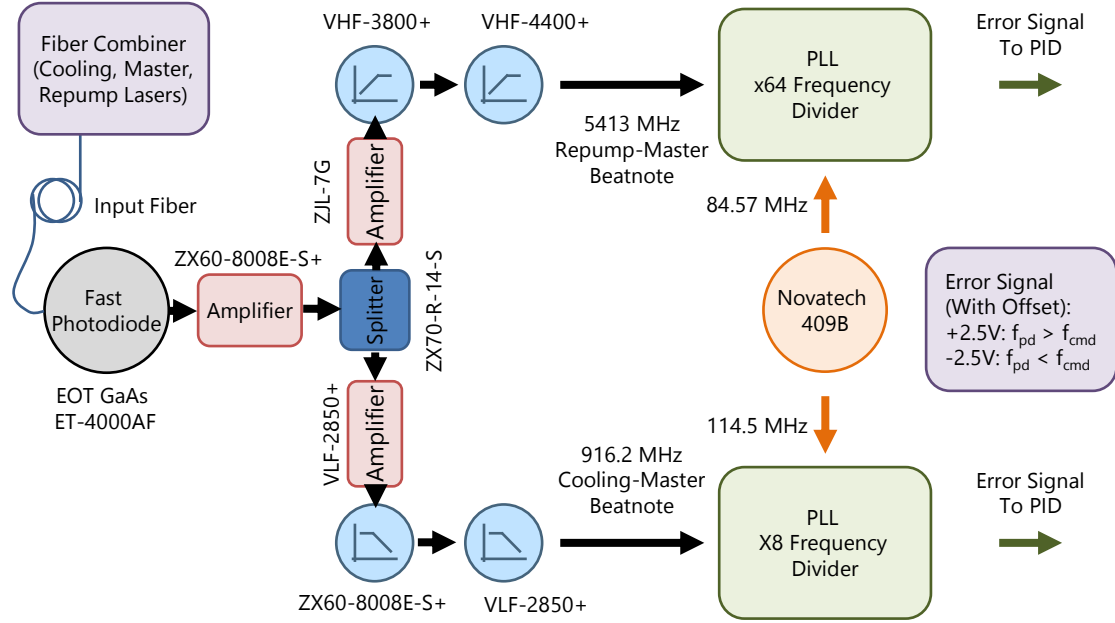 Fiber Combiner
(Cooling, Master,
Repump Lasers)
Input Fiber
Fast
Photodiode
EOT GaAs
ET-4000AF
ZX60-8008E-S+
Amplifier
Splitter
ZX70-R-14-S
ZJL-7G
Amplifier
VHF-3800+
VHF-4400+
5413 MHz
Repump-Master
Beatnote
PLL
x64 Frequency
Divider
Error Signal
To PID
84.57 MHz
Novatech
409B
Error Signal
(With Offset):
+2.5V: fpd > fcmd
-2.5V: fpd < fcmd
114.5 MHz
VLF-2850+
Amplifier
ZX60-8008E-S+
VLF-2850+
916.2 MHz
Cooling-Master
Beatnote
PLL
X8 Frequency
Divider
Error Signal
To PID